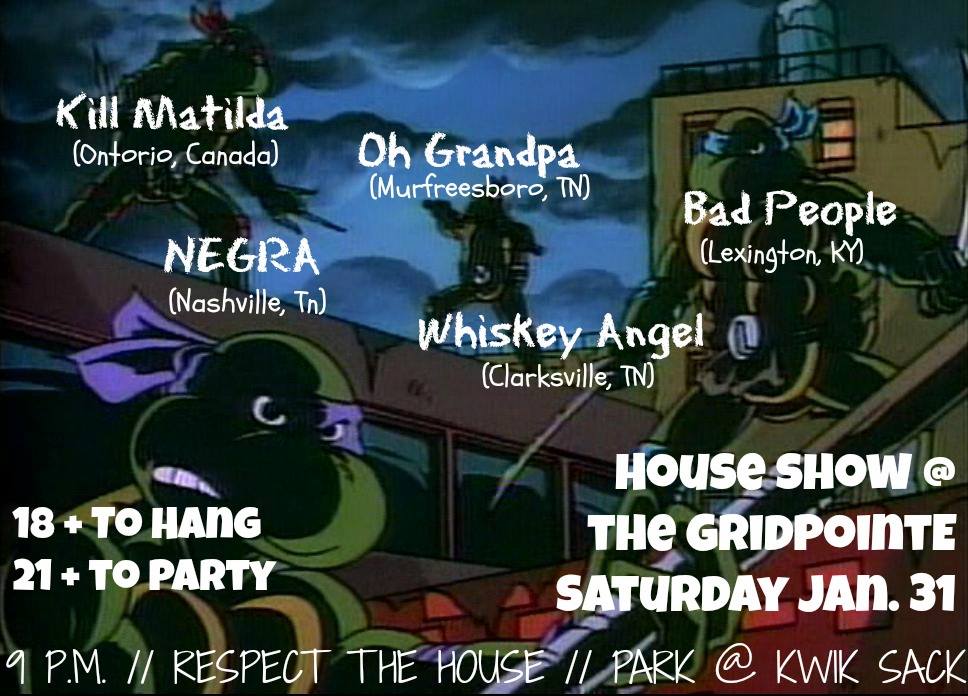 Kill Matilda
(Ontorio, Canada)
Oh Grandpa
(Murfreesboro, TN)
Bad People
(Lexington, KY)
NEGRA
(Nashville, Tn)
Whiskey Angel
(Clarksville, TN)
House Show @
The Gridpointe
Saturday Jan. 31
18 + to hang
21 + to party
9 P.M. // RESPECT THE HOUSE // PARK @ KWIK SACK